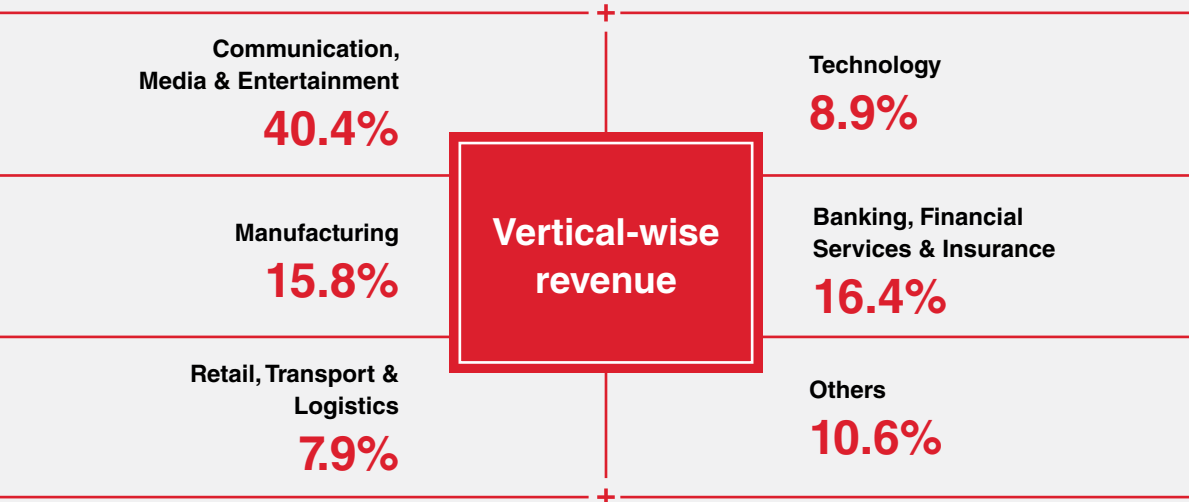 Communication,
Media & Entertainment
40.4%
Technology
8.9%
Manufacturing
15.8%
Vertical-wise
revenue
Banking, Financial
Services & Insurance
16.4%
Retail, Transport &
Logistics
7.9%
Others
10.6%